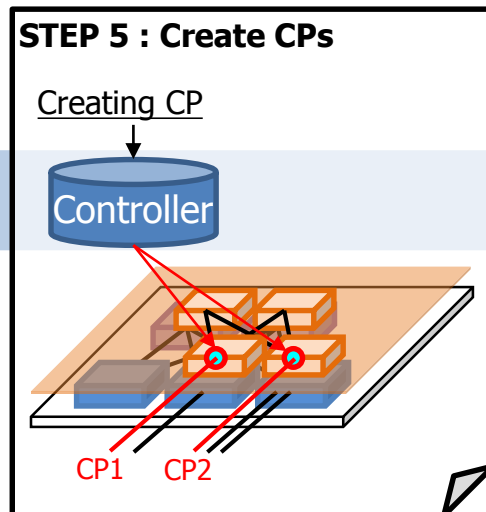 STEP 5 : Create CPs
Creating CP
Controller
CP1
CP2